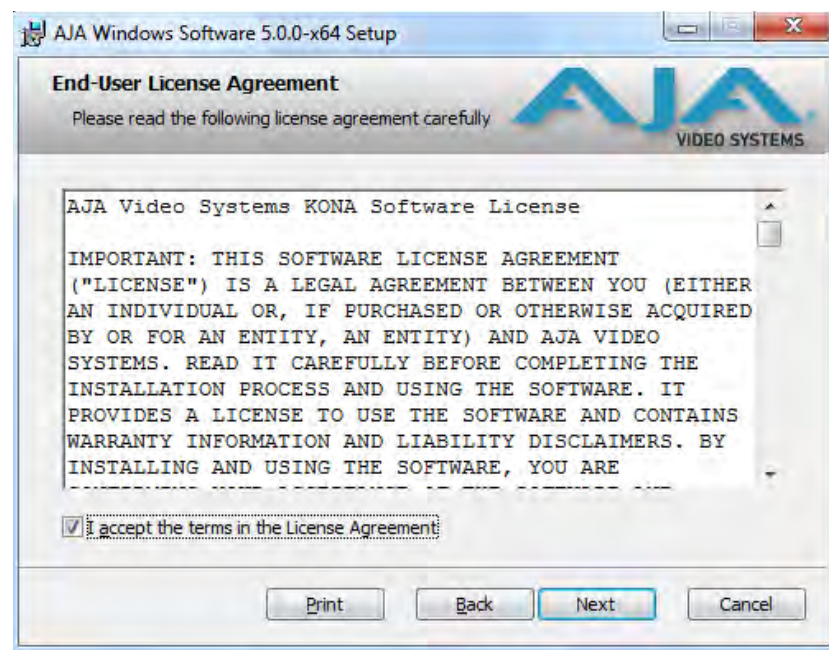 AJA Windows Software 5.0.0-x64 Setup
End-User License Agreement
Please read the following license agreement carefully
AJA
VIDEO SYSTEMS
AJA Video Systems KONA Software License
IMPORTANT: THIS SOFTWARE LICENSE AGREEMENT
("LICENSE") IS A LEGAL AGREEMENT BETWEEN YOU (EITHER
AN INDIVIDUAL OR, IF PURCHASED OR OTHERWISE ACQUIRED
BY OR FOR AN ENTITY, AN ENTITY) AND AJA VIDEO
SYSTEMS. READ IT CAREFULLY BEFORE COMPLETING THE
INSTALLATION PROCESS AND USING THE SOFTWARE. IT
PROVIDES A LICENSE TO USE THE SOFTWARE AND CONTAINS
WARRANTY INFORMATION AND LIABILITY DISCLAIMERS. BY
INSTALLING AND USING THE SOFTWARE, YOU ARE
I accept the terms in the License Agreement
Print Back Next Cancel